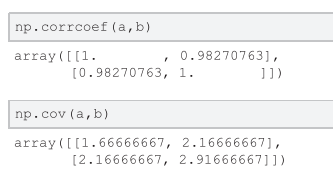 np.corrcoef(a,b)
array([[1.        , 0.98270763],
       [0.98270763, 1.        ]])
np.cov(a,b)
array([[1.66666667, 2.16666667],
       [2.16666667, 2.91666667]])